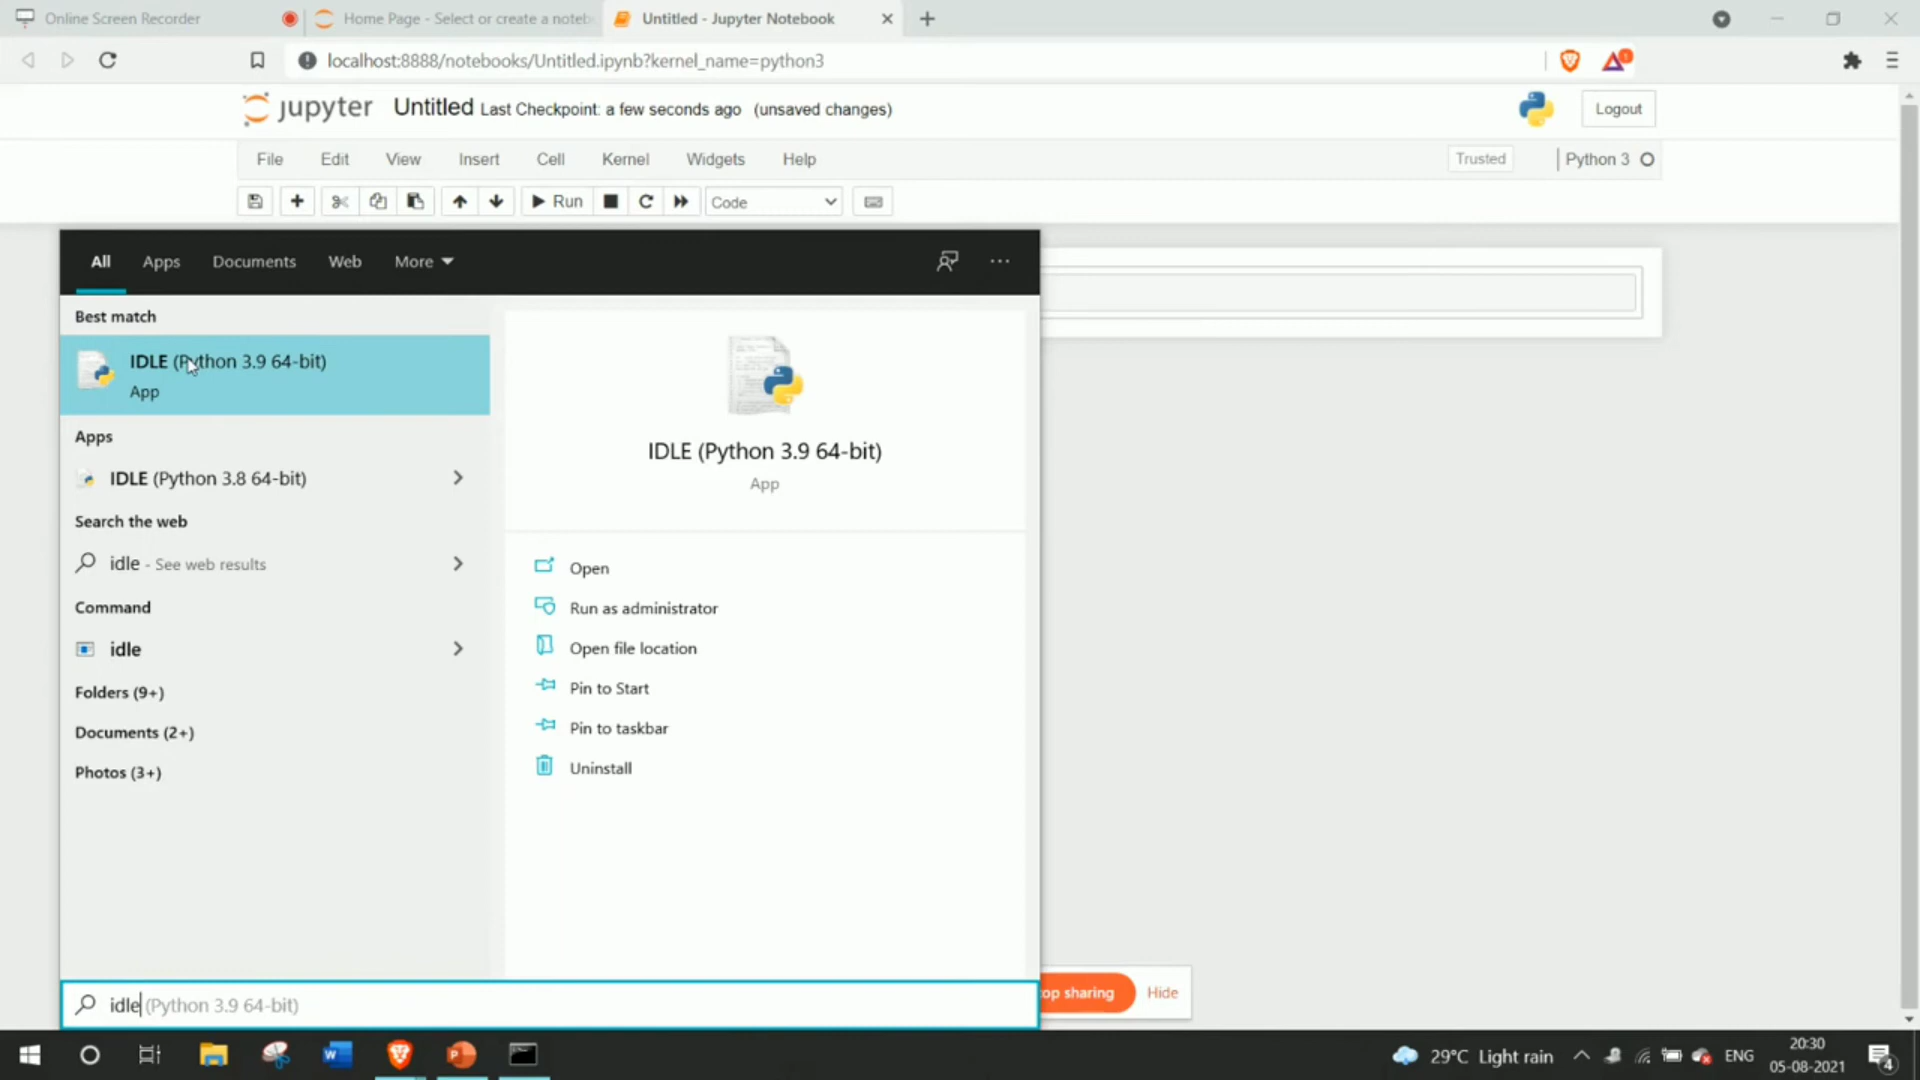 Online Screen Recorder
Home Page - Select or create a noteb
Untitled - Jupyter Notebook
localhost:8888/notebooks/Untitled.ipynb?kernel_name=python3
1
jupyter Untitled Last Checkpoint: a few seconds ago (unsaved changes)
Logout
File Edit View Insert Cell Kernel Widgets Help
Trusted
Python 3
Run
Code
All Apps Documents Web More
Best match
IDLE (Python 3.9 64-bit)
App
Apps
IDLE (Python 3.8 64-bit)
Search the web
idle - See web results
Command
idle
Folders (9+)
Documents (2+)
Photos (3+)
IDLE (Python 3.9 64-bit)
App
Open
Run as administrator
Open file location
Pin to Start
Pin to taskbar
Uninstall
idle (Python 3.9 64-bit)
op sharing
Hide
29°C Light rain
ENG
20:30
05-08-2021
4